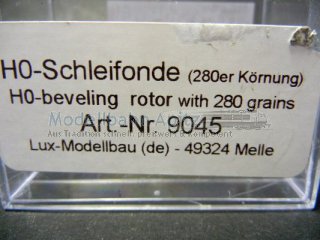 H0-Schleifonde (280er Körnung)
H0-beveling rotor with 280 grains
Art.-Nr. 9045
Lux-Modellbau (de) - 49324 Melle